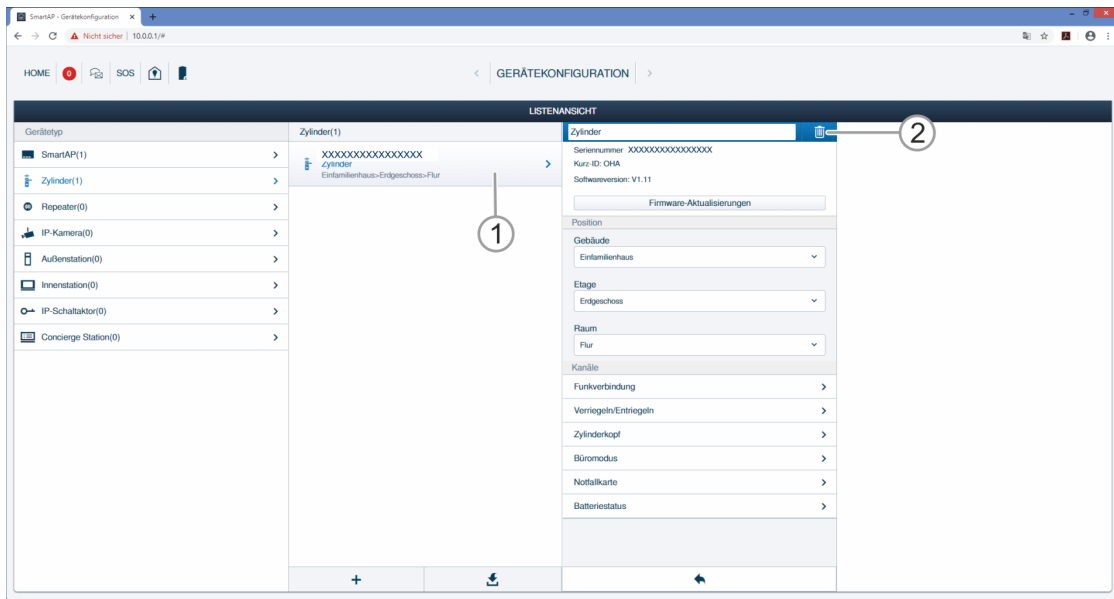 SmartAP - Gerätekonfiguration
Nicht sicher | 10.0.0.1/#
HOME 0 SOS
GERÄTEKONFIGURATION
LISTENANSICHT
Gerätetyp
SmartAP(1)
Zylinder(1)
Repeater(0)
IP-Kamera(0)
Außenstation(0)
Innenstation(0)
IP-Schaltaktor(0)
Concierge Station(0)
Zylinder(1)
XXXXXXXXXXXXXXXX
Zylinder
Einfamilienhaus>Erdgeschoss>Flur
1
Zylinder
2
Seriennummer XXXXXXXXXXXXXXXX
Kurz-ID: OHA
Softwareversion: V1.11
Firmware-Aktualisierungen
Position
Gebäude
Einfamilienhaus
Etage
Erdgeschoss
Raum
Flur
Kanäle
Funkverbindung
Verriegeln/Entriegeln
Zylinderkopf
Büromodus
Notfallkarte
Batteriestatus